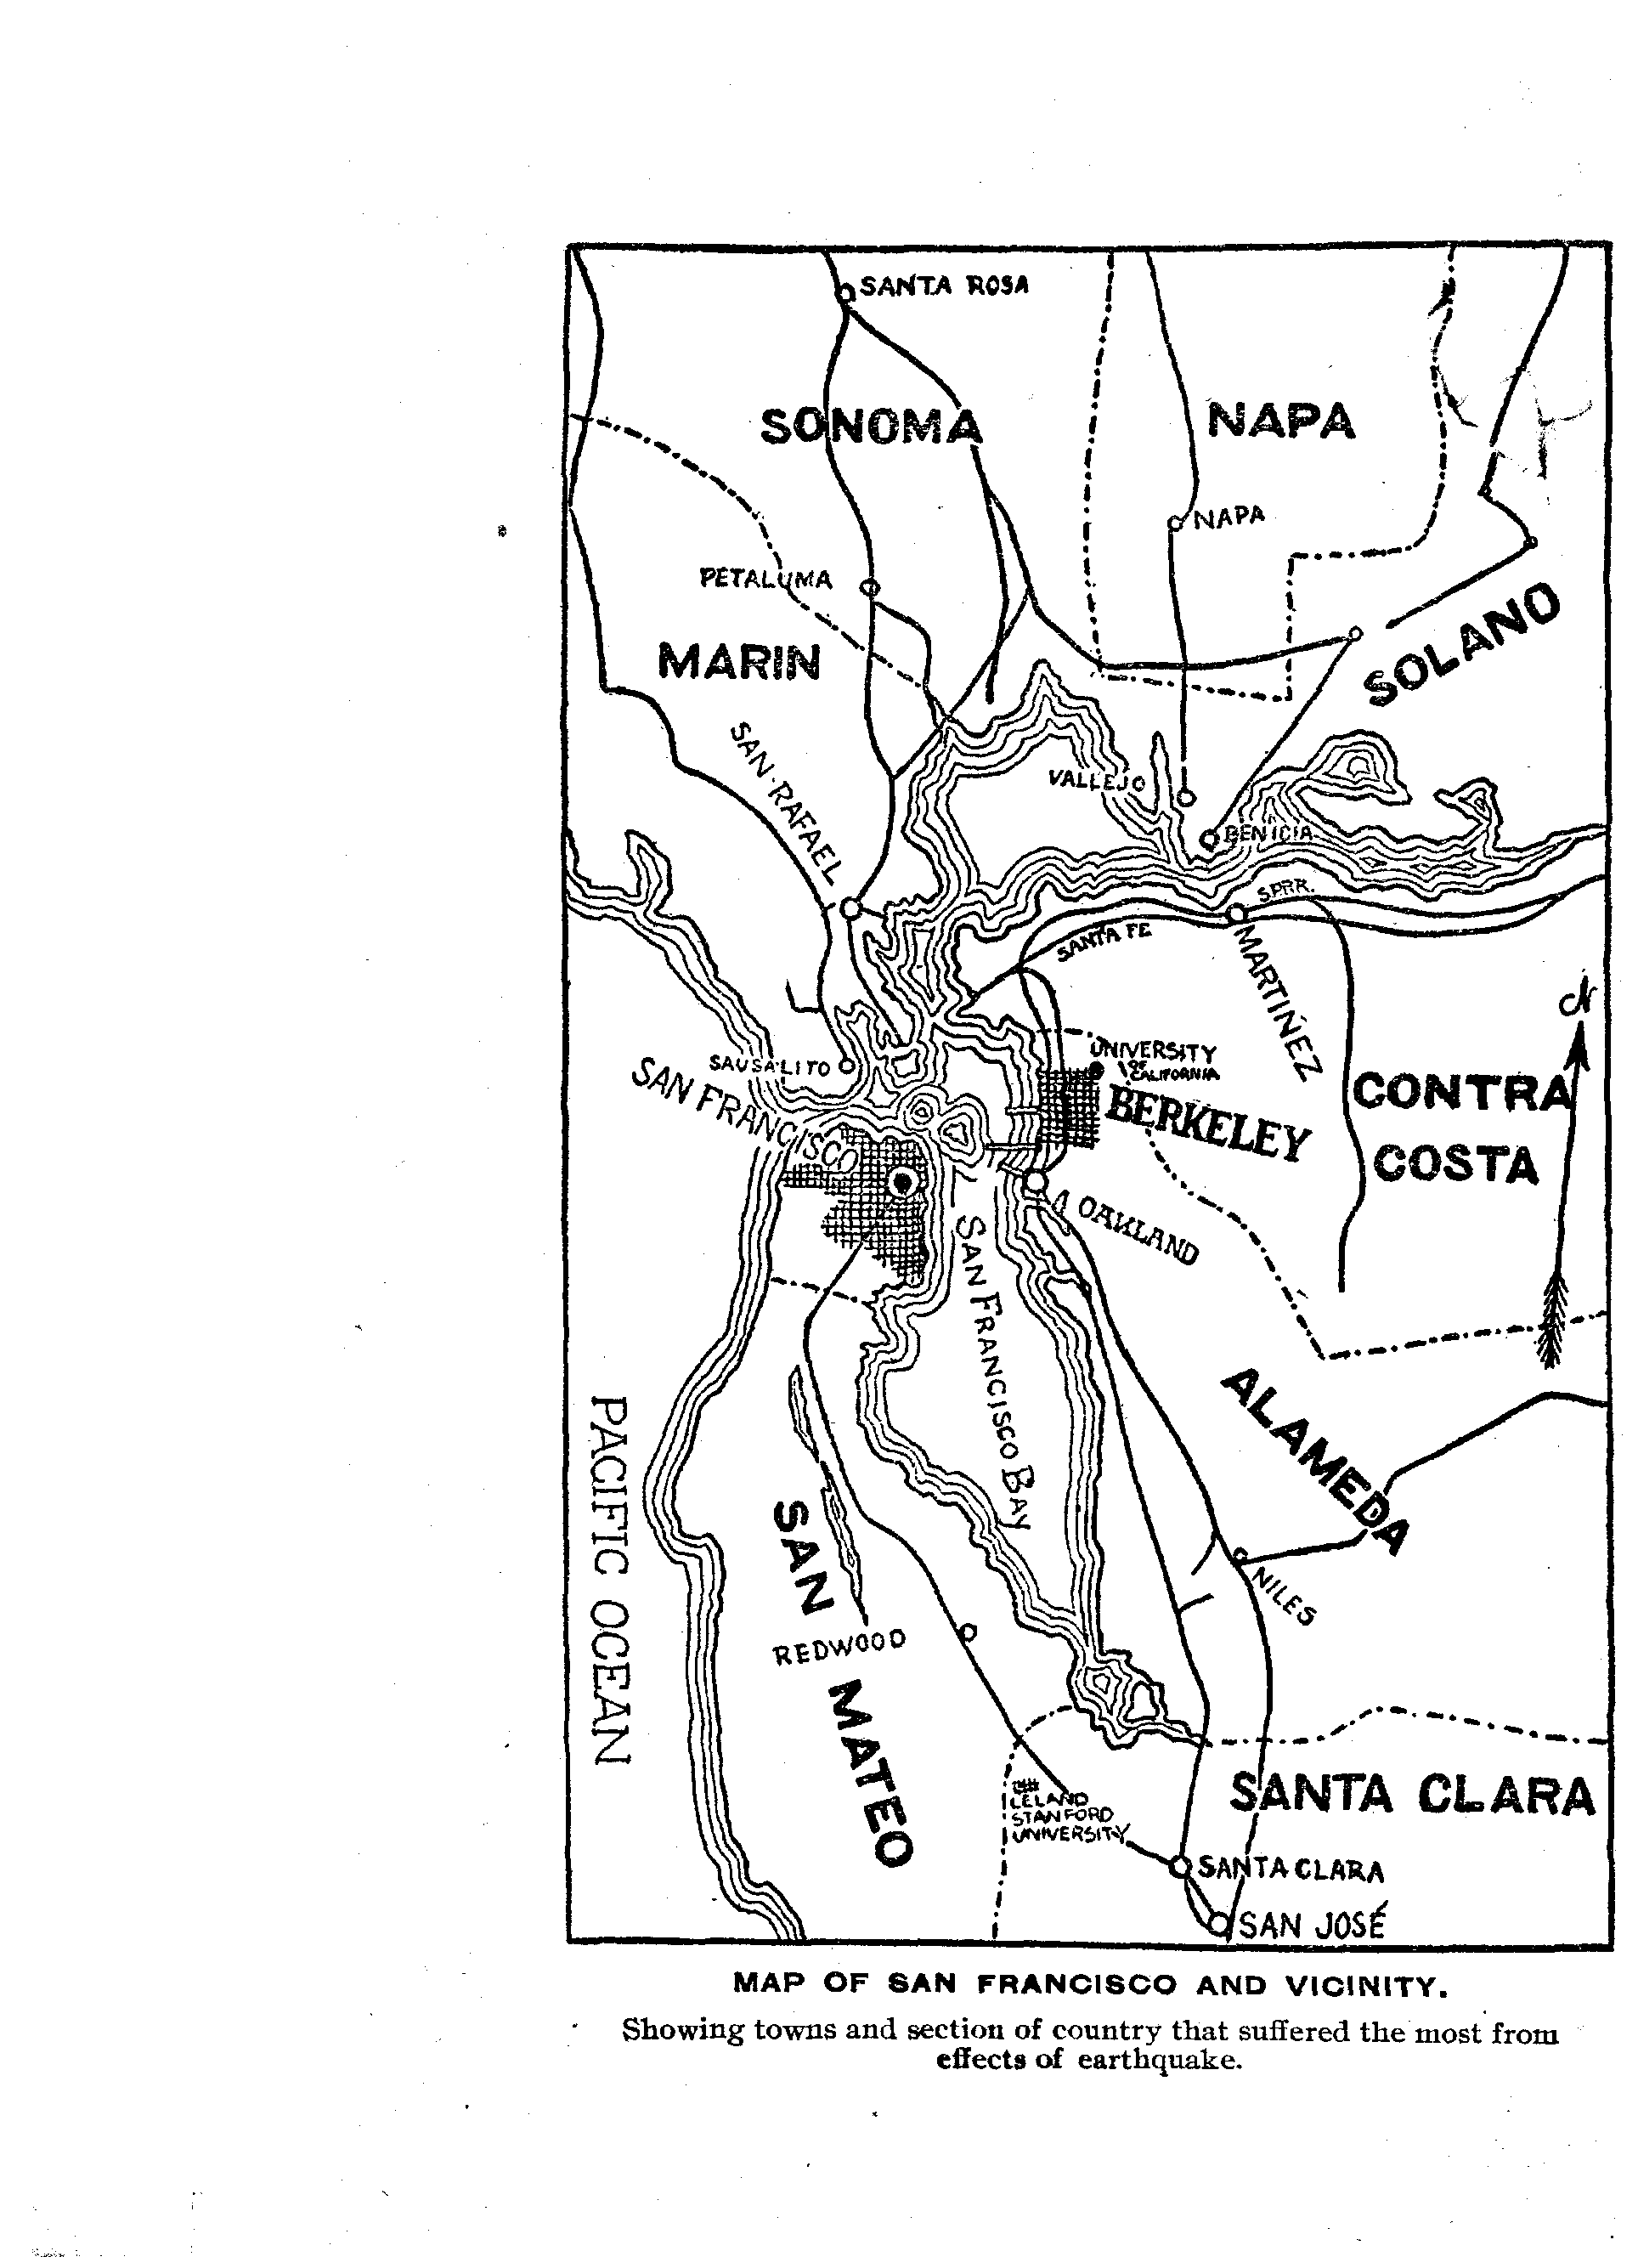 SANTA ROSA
SONOMA
NAPA
NAPA
PETALUMA
SOLANO
MARIN
SAN RAFAEL
VALLEJO
BENICIA
S.P.R.R.
SANTA FE
MARTINEZ
N
UNIVERSITY
OF
CALIFORNIA
SAUSALITO
SAN FRANCISCO
BERKELEY
CONTRA
COSTA
OAKLAND
SAN FRANCISCO BAY
ALAMEDA
PACIFIC OCEAN
NILES
SAN MATEO
REDWOOD
LELAND
STANFORD
UNIVERSITY
SANTA CLARA
SANTA CLARA
SAN JOSÉ
MAP OF SAN FRANCISCO AND VICINITY.
Showing towns and section of country that suffered the most from
effects of earthquake.